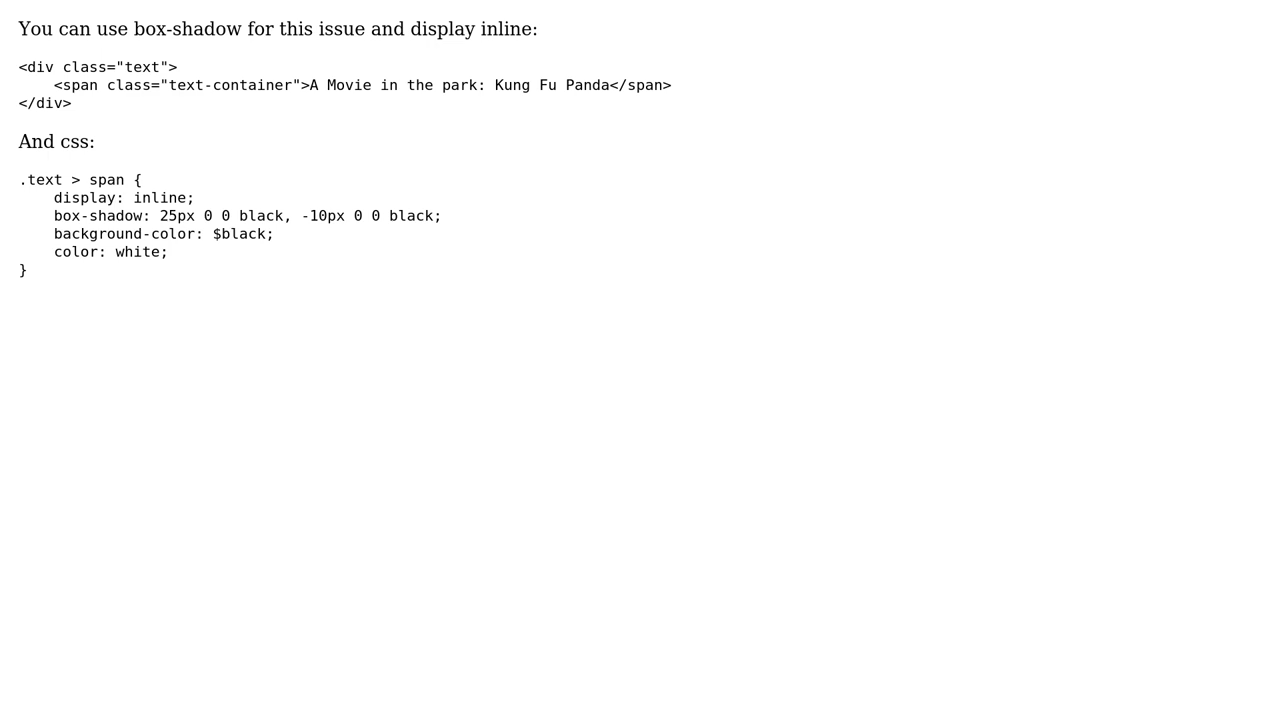 You can use box-shadow for this issue and display inline:
<div class="text">
    <span class="text-container">A Movie in the park: Kung Fu Panda</span>
</div>
And css:
.text > span {
    display: inline;
    box-shadow: 25px 0 0 black, -10px 0 0 black;
    background-color: $black;
    color: white;
}